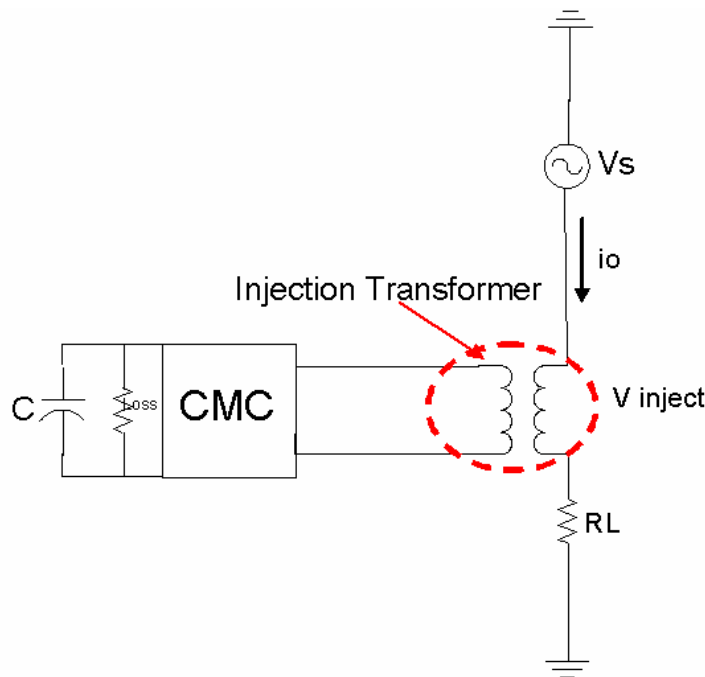 Vs
io
Injection Transformer
C
Loss
CMC
V inject
RL